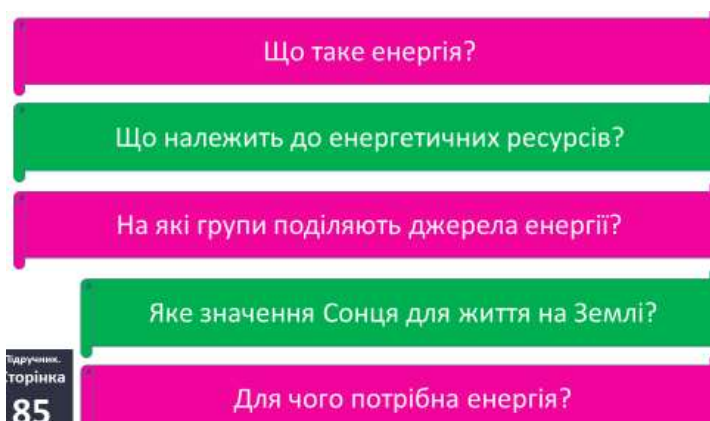 Що таке енергія?
Що належить до енергетичних ресурсів?
На які групи поділяють джерела енергії?
Яке значення Сонця для життя на Землі?
Підручник.
Сторінка
85
Для чого потрібна енергія?